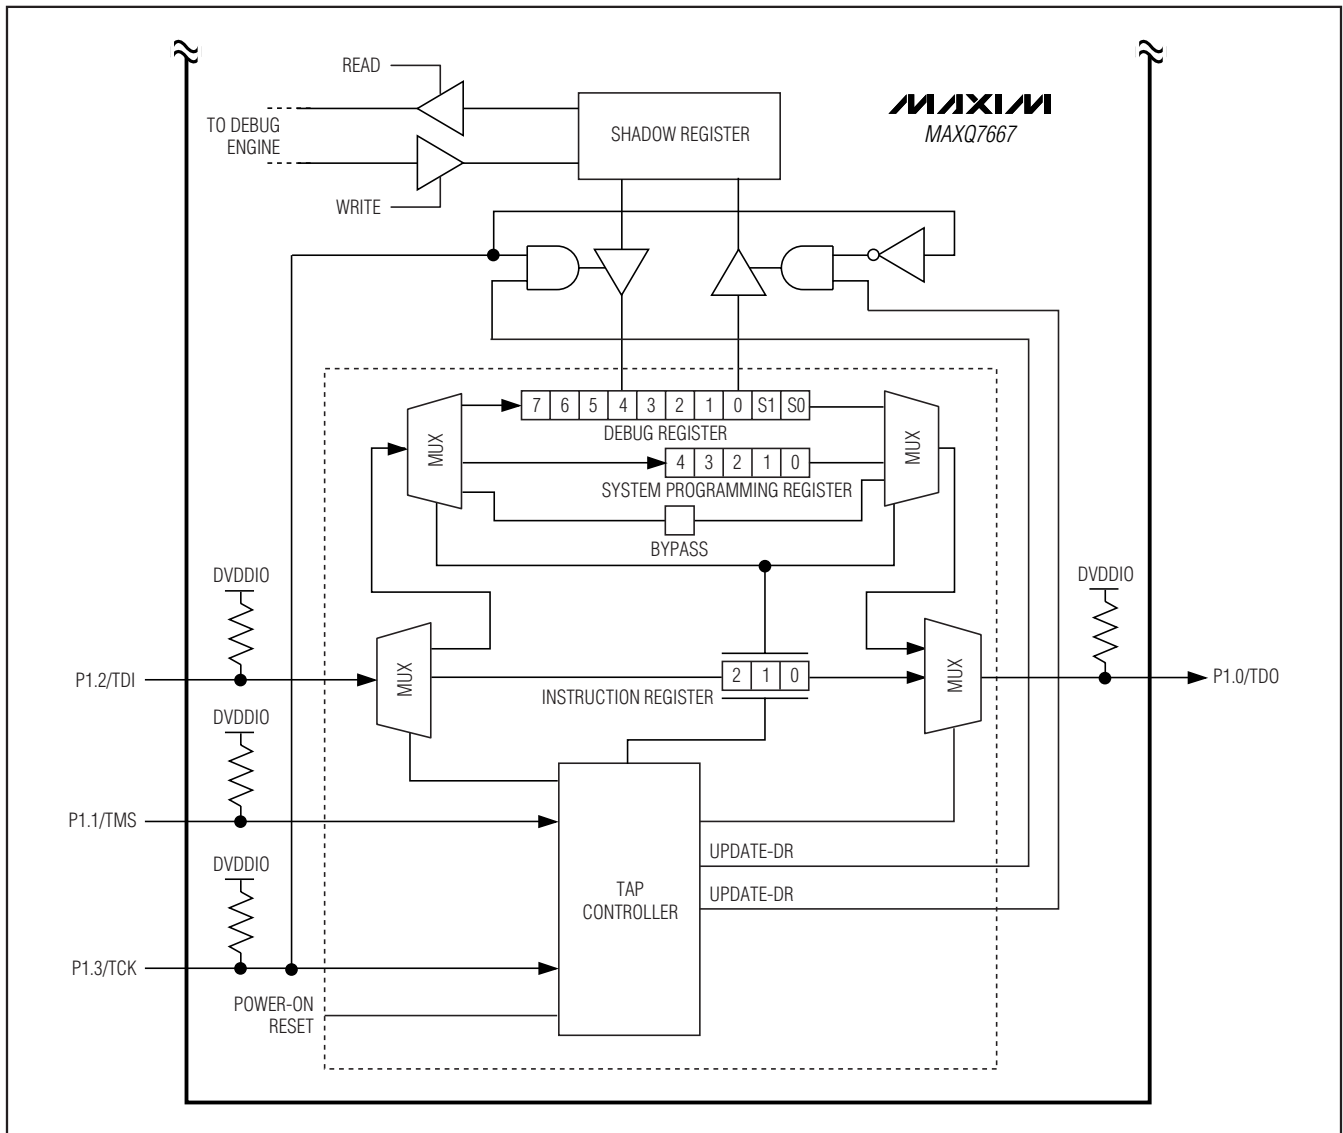 READ
TO DEBUG
ENGINE
WRITE
SHADOW REGISTER
MAXIM
MAXQ7667
7 6 5 4 3 2 1 0 S1 S0
DEBUG REGISTER
MUX
MUX
4 3 2 1 0
SYSTEM PROGRAMMING REGISTER
BYPASS
DVDDIO
DVDDIO
P1.2/TDI
MUX
2 1 0
INSTRUCTION REGISTER
MUX
P1.0/TDO
DVDDIO
P1.1/TMS
UPDATE-DR
DVDDIO
TAP
CONTROLLER
UPDATE-DR
P1.3/TCK
POWER-ON
RESET